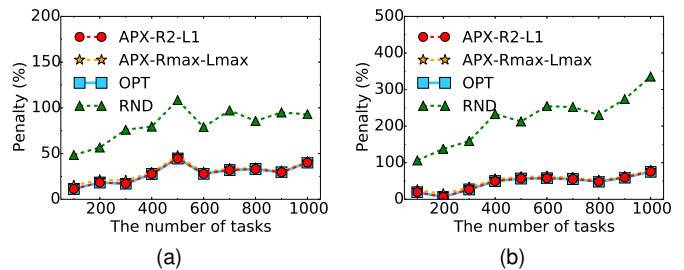 200
150
100
50
0
Penalty (%)
APX-R2-L1
APX-Rmax-Lmax
OPT
RND
200 400 600 800 1000
The number of tasks
(a)
500
400
300
200
100
0
Penalty (%)
APX-R2-L1
APX-Rmax-Lmax
OPT
RND
200 400 600 800 1000
The number of tasks
(b)